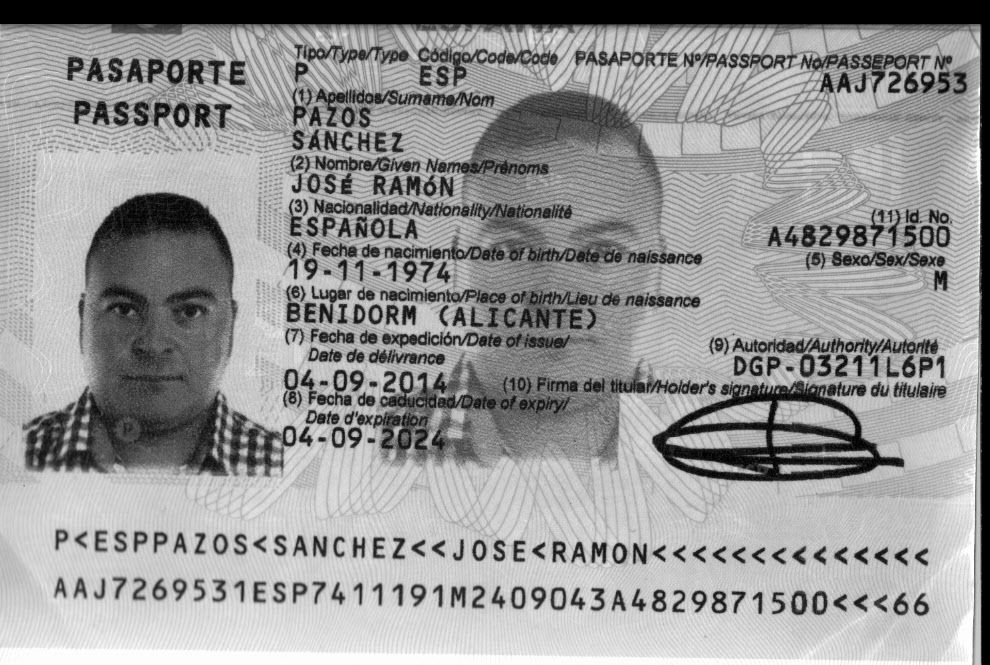 PASAPORTE
PASSPORT
Tipo/Type/Type Código/Code/Code PASAPORTE Nº/PASSPORT No/PASSEPORT Nº
P ESP AAJ726953
(1) Apellidos/Surname/Nom
PAZOS
SÁNCHEZ
(2) Nombre/Given Names/Prénoms
JOSÉ RAMÓN
(3) Nacionalidad/Nationality/Nationalité
ESPAÑOLA
(11) Id. No.
A4829871500
(4) Fecha de nacimiento/Date of birth/Date de naissance
19-11-1974
(5) Sexo/Sex/Sexe
M
(6) Lugar de nacimiento/Place of birth/Lieu de naissance
BENIDORM (ALICANTE)
(7) Fecha de expedición/Date of issue/
Date de délivrance
04-09-2014
(9) Autoridad/Authority/Autorité
DGP-03211L6P1
(8) Fecha de caducidad/Date of expiry/
Date d'expiration
04-09-2024
(10) Firma del titular/Holder's signature/Signature du titulaire
P<ESPPAZOS<SANCHEZ<<JOSE<RAMON<<<<<<<<<<<<<<
AAJ7269531ESP7411191M2409043A4829871500<<<66